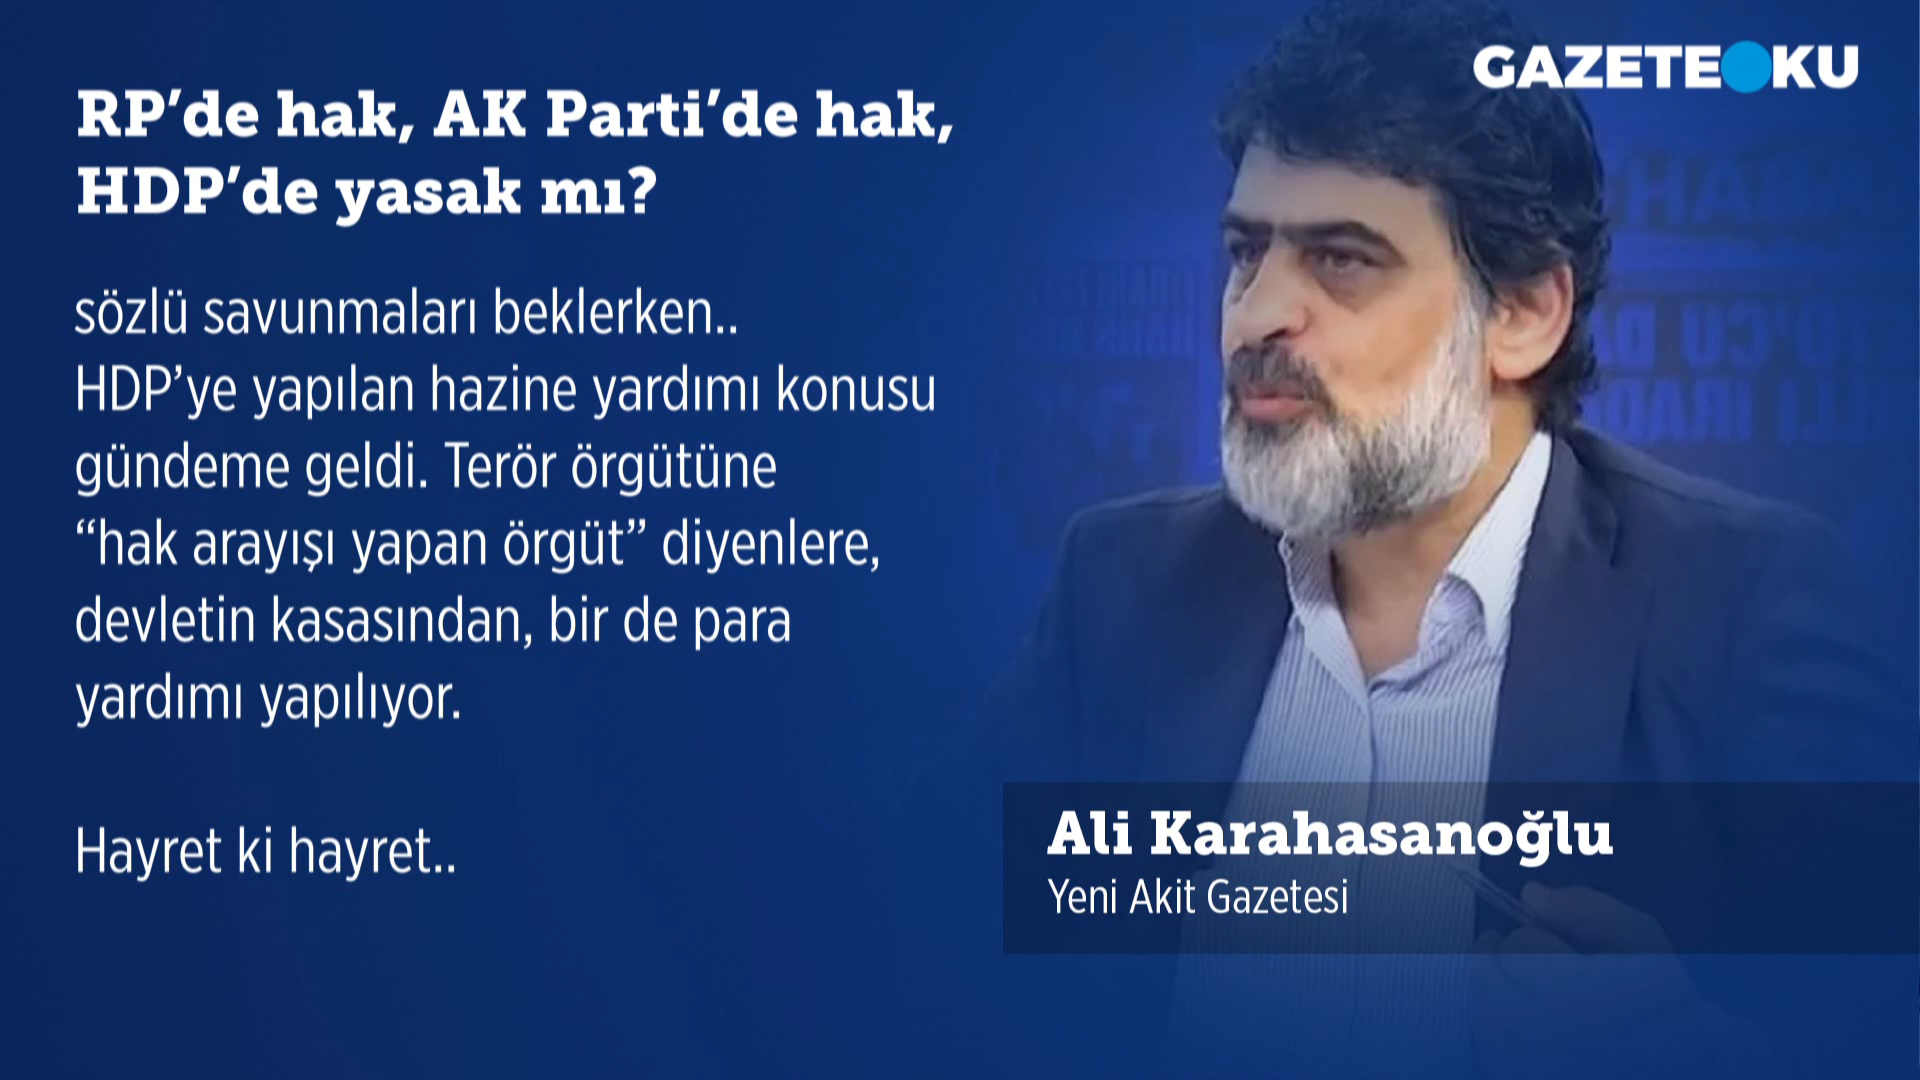 GAZETE OKU
RP’de hak, AK Parti’de hak,
HDP’de yasak mı?
sözlü savunmaları beklerken..
HDP’ye yapılan hazine yardımı konusu
gündeme geldi. Terör örgütüne
“hak arayışı yapan örgüt” diyenlere,
devletin kasasından, bir de para
yardımı yapılıyor.
Hayret ki hayret..
Ali Karahasanoğlu
Yeni Akit Gazetesi